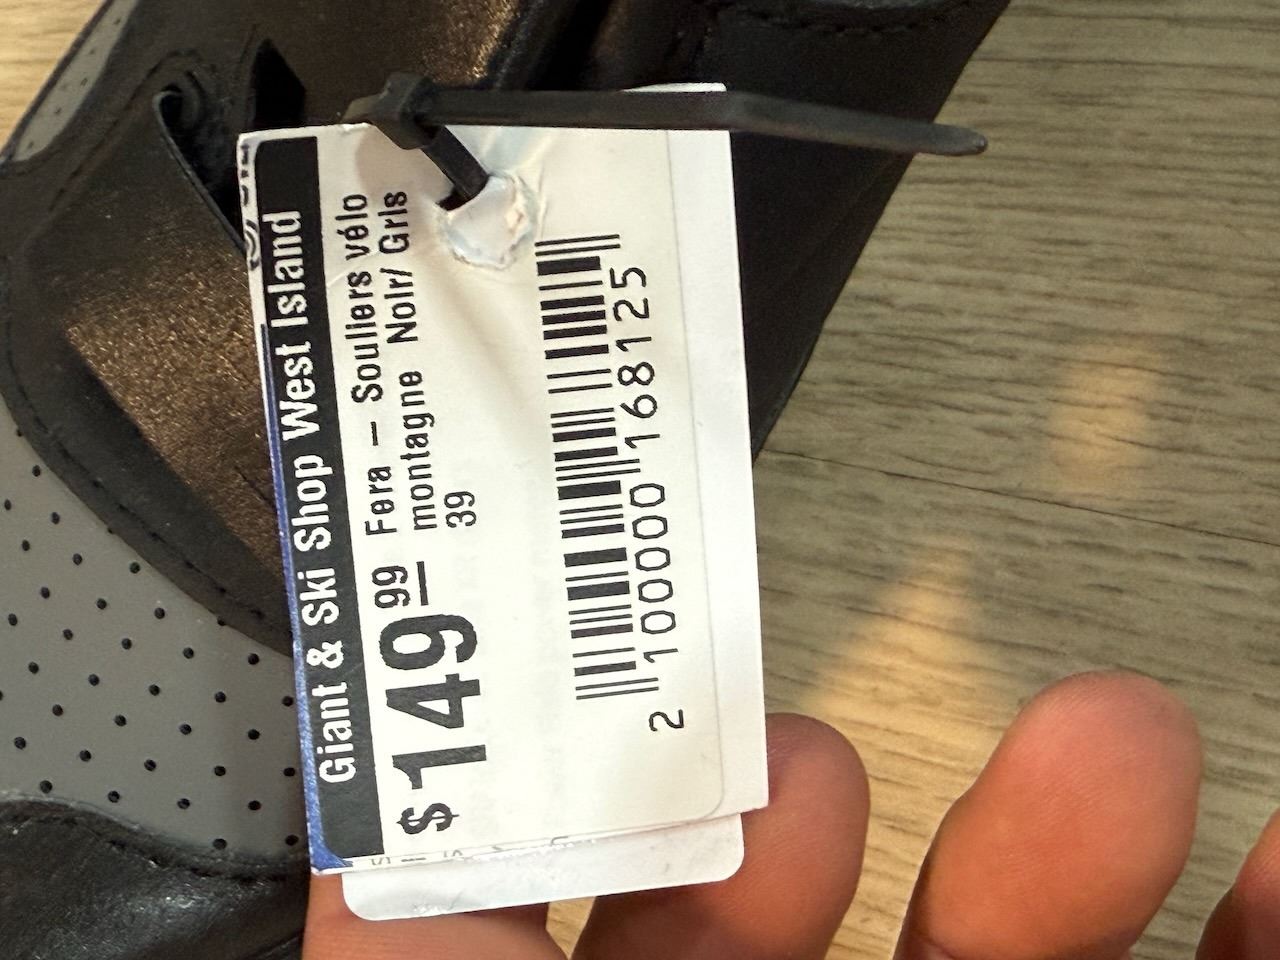 Giant & Ski Shop West Island
$149.99
Fera – Souliers vélo
montagne Noir/ Gris
39
2 100000 168125